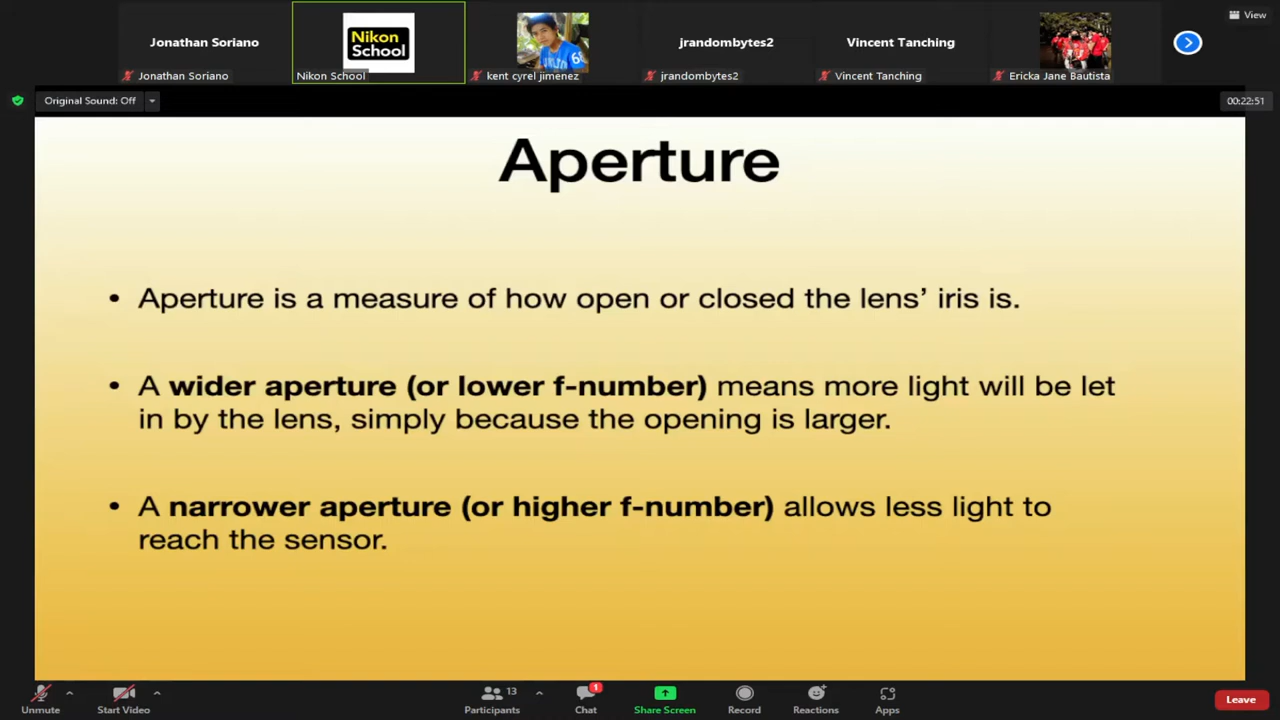 View
Jonathan Soriano
Nikon
School
jrandombytes2
Vincent Tanching
Jonathan Soriano
Nikon School
kent cyrel jimenez
jrandombytes2
Vincent Tanching
Ericka Jane Bautista
Original Sound: Off
00:22:51
Aperture
• Aperture is a measure of how open or closed the lens’ iris is.
• A wider aperture (or lower f-number) means more light will be let
in by the lens, simply because the opening is larger.
• A narrower aperture (or higher f-number) allows less light to
reach the sensor.
13
1
Unmute
Start Video
Participants
Chat
Share Screen
Record
Reactions
Apps
Leave